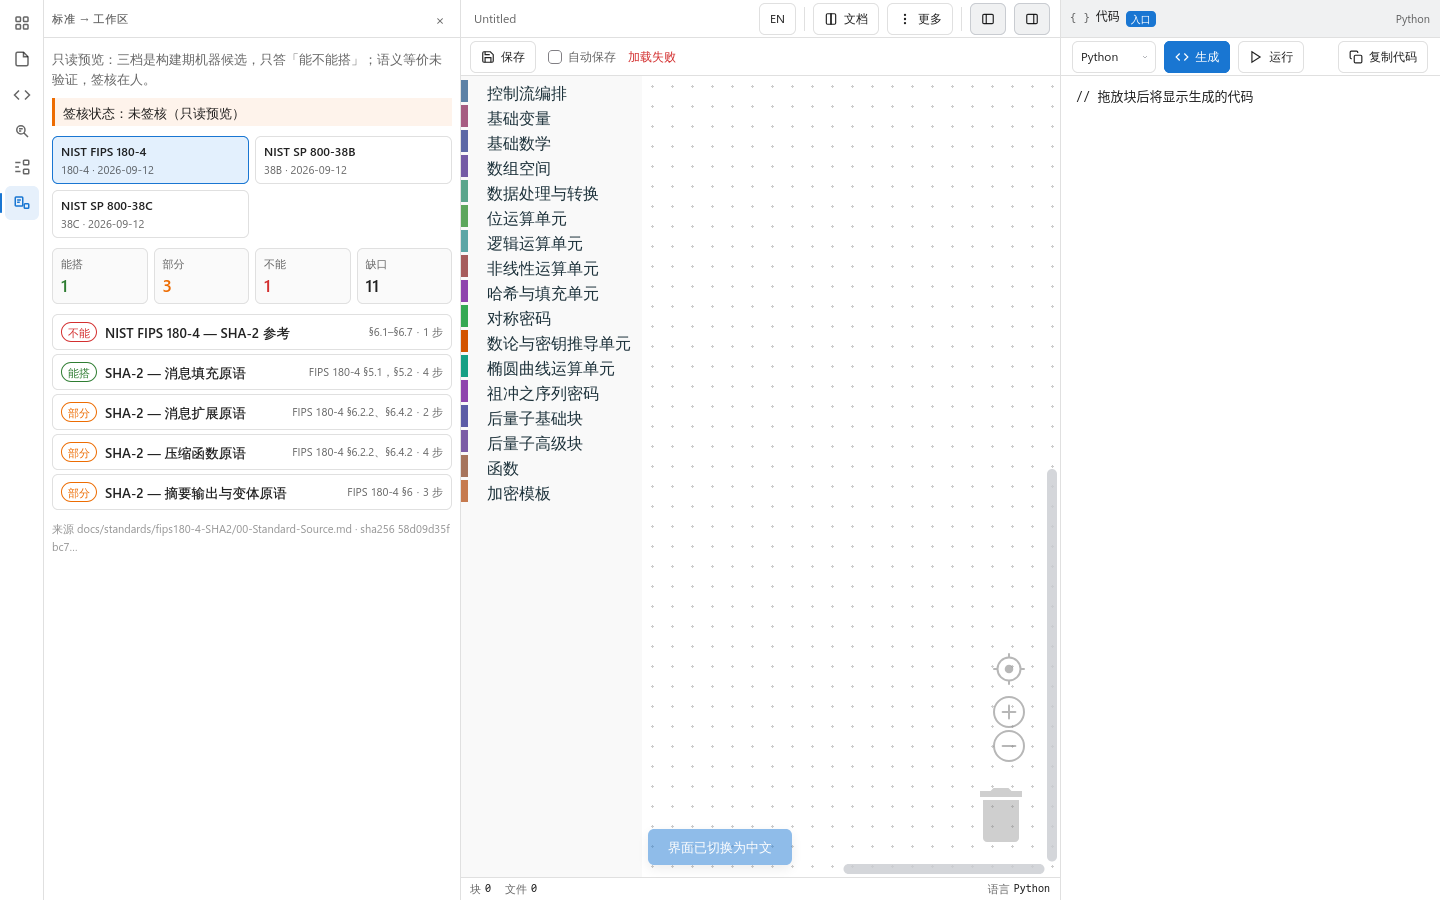 标准 → 工作区
×
只读预览：三档是构建期机器候选，只答「能不能搭」；语义等价未
验证，签核在人。
签核状态：未签核（只读预览）
NIST FIPS 180-4
180-4 · 2026-09-12
NIST SP 800-38B
38B · 2026-09-12
NIST SP 800-38C
38C · 2026-09-12
能搭
1
部分
3
不能
1
缺口
11
不能 NIST FIPS 180-4 — SHA-2 参考 §6.1–§6.7 · 1 步
能搭 SHA-2 — 消息填充原语 FIPS 180-4 §5.1，§5.2 · 4 步
部分 SHA-2 — 消息扩展原语 FIPS 180-4 §6.2.2、§6.4.2 · 2 步
部分 SHA-2 — 压缩函数原语 FIPS 180-4 §6.2.2、§6.4.2 · 4 步
部分 SHA-2 — 摘要输出与变体原语 FIPS 180-4 §6 · 3 步
来源 docs/standards/fips180-4-SHA2/00-Standard-Source.md · sha256 58d09d35f
bc7...
Untitled
EN
文档
更多
保存
自动保存
加载失败
控制流编排
基础变量
基础数学
数组空间
数据处理与转换
位运算单元
逻辑运算单元
非线性运算单元
哈希与填充单元
对称密码
数论与密钥推导单元
椭圆曲线运算单元
祖冲之序列密码
后量子基础块
后量子高级块
函数
加密模板
界面已切换为中文
块 0 文件 0
语言 Python
{ } 代码 入口
Python
Python
生成
运行
复制代码
// 拖放块后将显示生成的代码